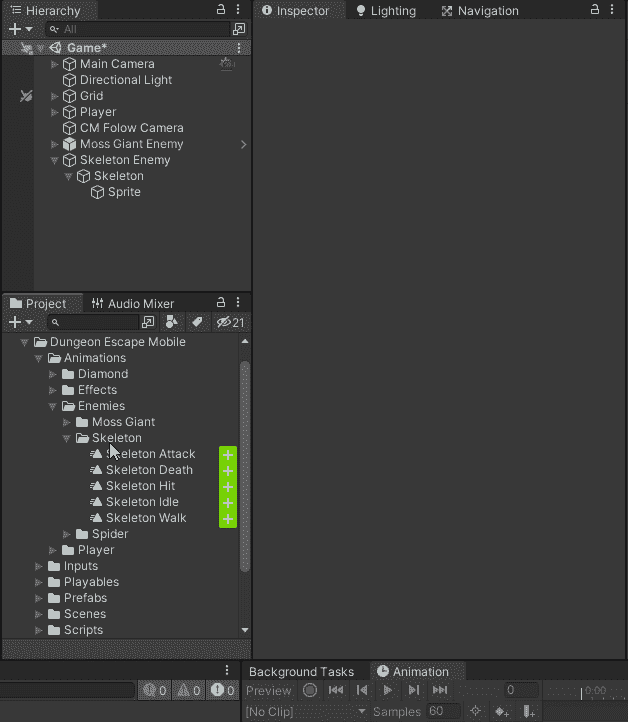 Hierarchy
All
Game*
Main Camera
Directional Light
Grid
Player
CM Folow Camera
Moss Giant Enemy
Skeleton Enemy
Skeleton
Sprite
Inspector Lighting Navigation
Project Audio Mixer
21
Dungeon Escape Mobile
Animations
Diamond
Effects
Enemies
Moss Giant
Skeleton
Skeleton Attack
Skeleton Death
Skeleton Hit
Skeleton Idle
Skeleton Walk
Spider
Player
Inputs
Playables
Prefabs
Scenes
Scripts
0 0 0
Background Tasks Animation
Preview 0 0:00
[No Clip] Samples 60